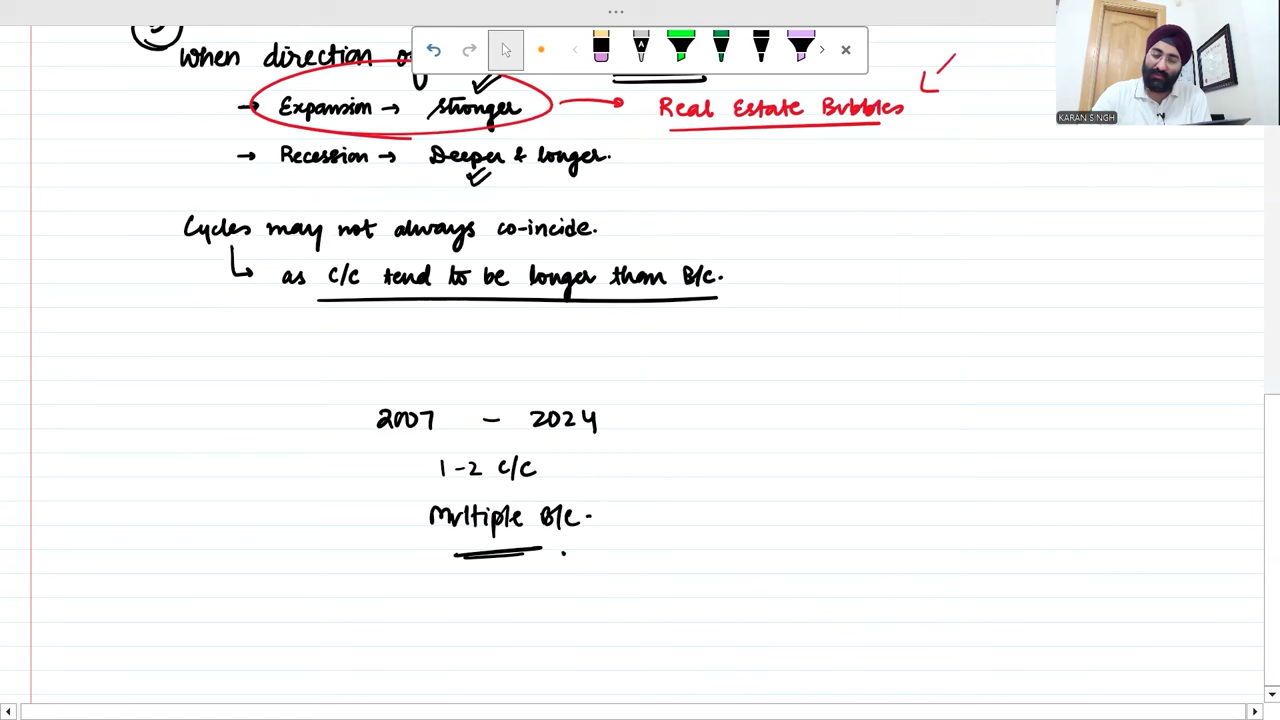 When direction
→ Expansion → stronger → Real Estate Bubbles
→ Recession → Deeper & longer.
Cycles may not always co-incide.
as C/C tend to be longer than B/C.
2007 - 2024
1-2 C/C
Multiple B/C.
KARAN SINGH